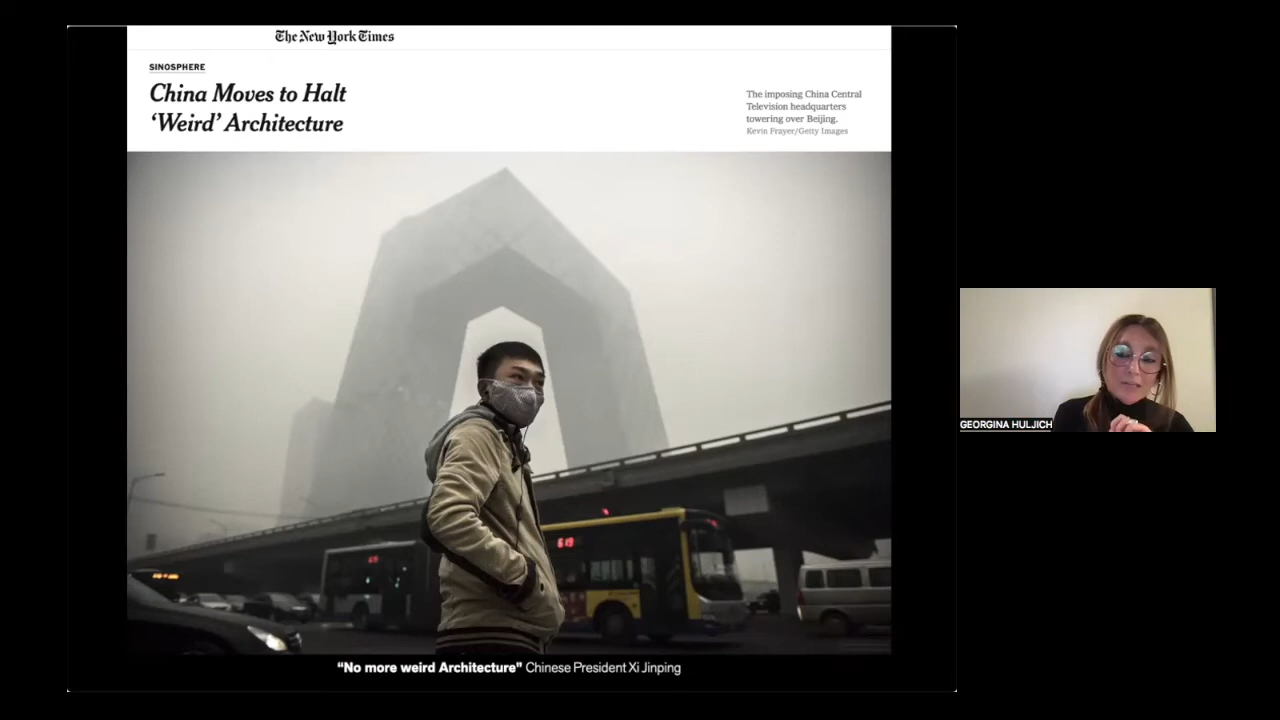 The New York Times
SINOSPHERE
China Moves to Halt
‘Weird’ Architecture
The imposing China Central
Television headquarters
towering over Beijing.
Kevin Frayer/Getty Images
619
“No more weird Architecture” Chinese President Xi Jinping
GEORGINA HULJICH